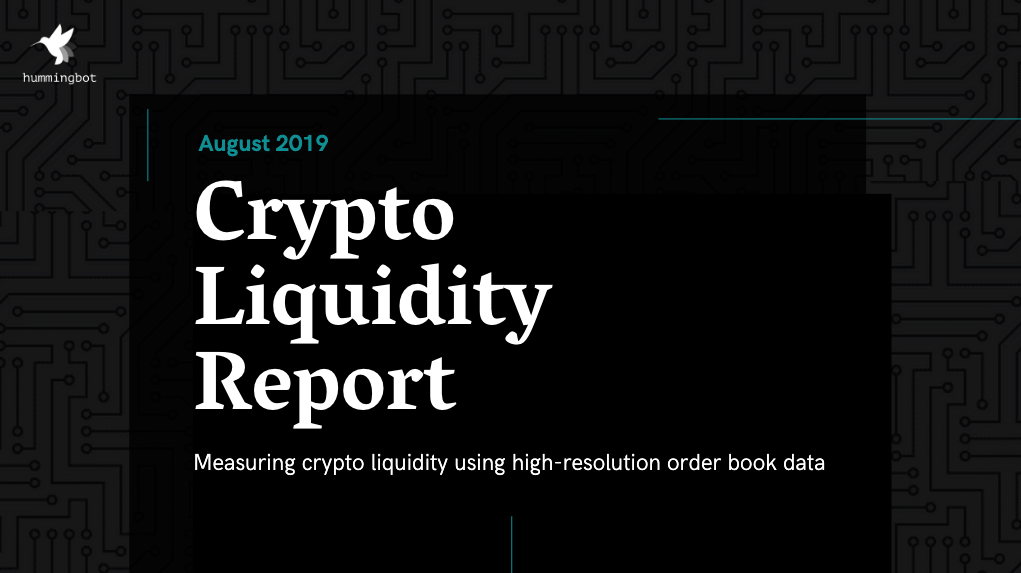 hummingbot
August 2019
Crypto
Liquidity
Report
Measuring crypto liquidity using high-resolution order book data